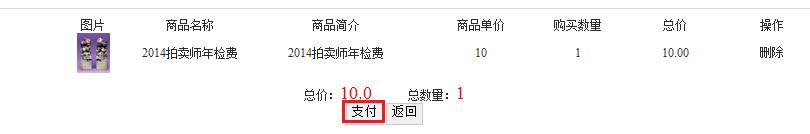 图片 商品名称 商品简介 商品单价 购买数量 总价 操作
2014拍卖师年检费 2014拍卖师年检费 10 1 10.00 删除
总价：10.0 总数量：1
支付 返回